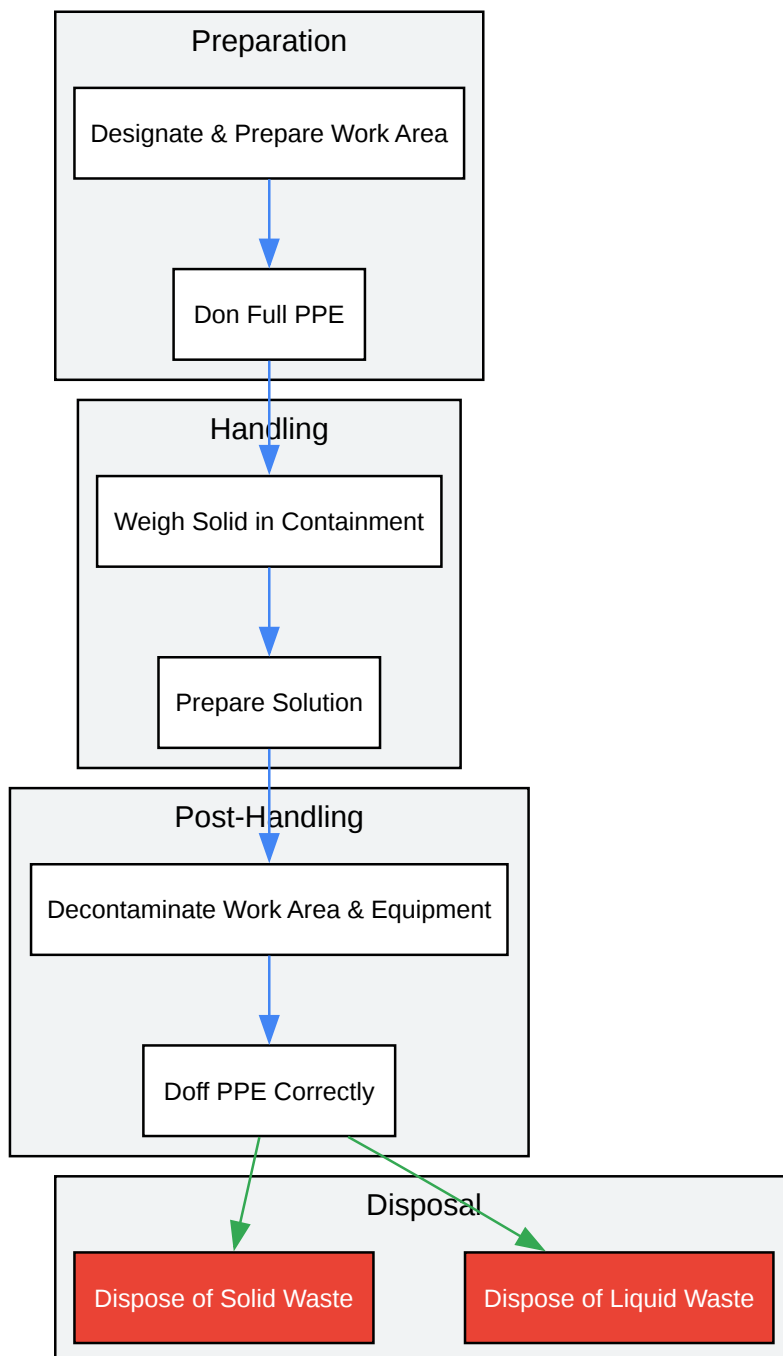 Preparation
Designate & Prepare Work Area
Don Full PPE
Handling
Weigh Solid in Containment
Prepare Solution
Post-Handling
Decontaminate Work Area & Equipment
Doff PPE Correctly
Disposal
Dispose of Solid Waste
Dispose of Liquid Waste